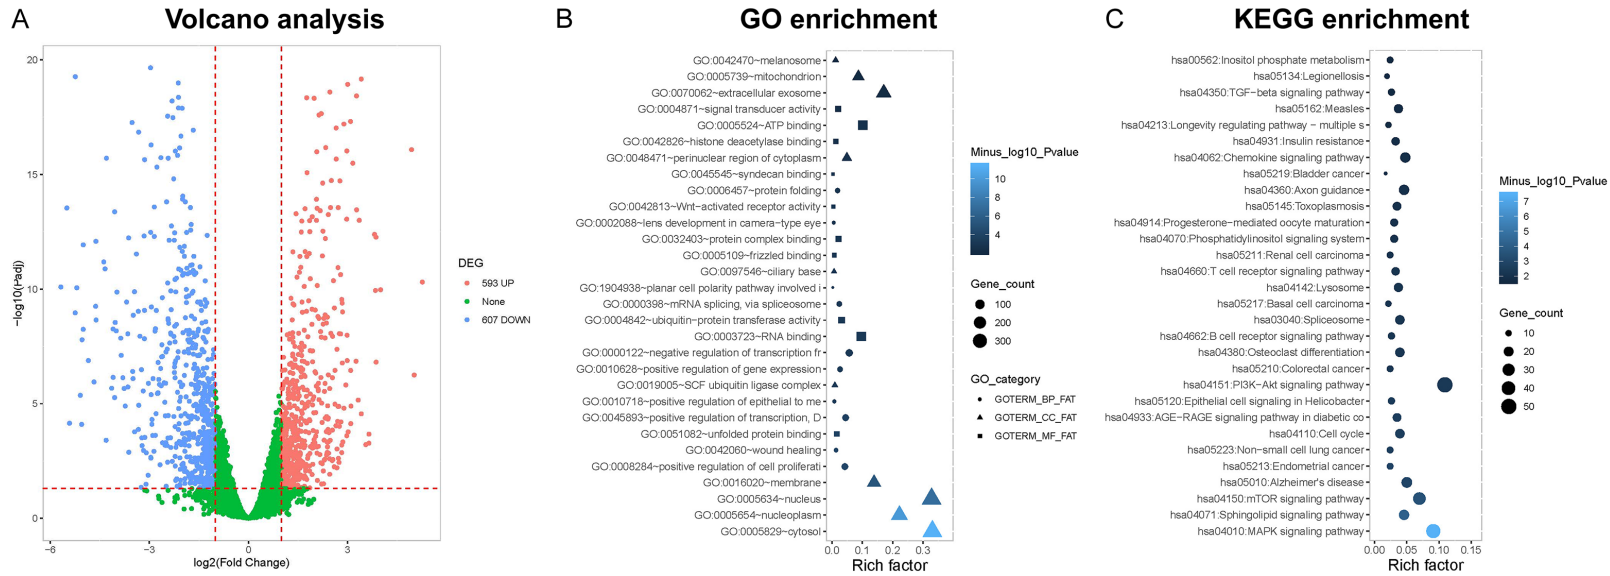 A
Volcano analysis
20
15
10
5
0
−log10(Padj)
−6
−3
0
3
log2(Fold Change)
DEG
593 UP
None
607 DOWN
B
GO enrichment
GO:0042470~melanosome
GO:0005739~mitochondrion
GO:0070062~extracellular exosome
GO:0004871~signal transducer activity
GO:0005524~ATP binding
GO:0042826~histone deacetylase binding
GO:0048471~perinuclear region of cytoplasm
GO:0045545~syndecan binding
GO:0006457~protein folding
GO:0042813~Wnt−activated receptor activity
GO:0002088~lens development in camera−type eye
GO:0032403~protein complex binding
GO:0005109~frizzled binding
GO:0097546~ciliary base
GO:1904938~planar cell polarity pathway involved i
GO:0000398~mRNA splicing, via spliceosome
GO:0004842~ubiquitin−protein transferase activity
GO:0003723~RNA binding
GO:0000122~negative regulation of transcription fr
GO:0010628~positive regulation of gene expression
GO:0019005~SCF ubiquitin ligase complex
GO:0010718~positive regulation of epithelial to me
GO:0045893~positive regulation of transcription, D
GO:0051082~unfolded protein binding
GO:0042060~wound healing
GO:0008284~positive regulation of cell proliferati
GO:0016020~membrane
GO:0005634~nucleus
GO:0005654~nucleoplasm
GO:0005829~cytosol
0.0
0.1
0.2
0.3
Rich factor
Minus_log10_Pvalue
10
8
6
4
Gene_count
100
200
300
GO_category
GOTERM_BP_FAT
GOTERM_CC_FAT
GOTERM_MF_FAT
C
KEGG enrichment
hsa00562:Inositol phosphate metabolism
hsa05134:Legionellosis
hsa04350:TGF−beta signaling pathway
hsa05162:Measles
hsa04213:Longevity regulating pathway − multiple s
hsa04931:Insulin resistance
hsa04062:Chemokine signaling pathway
hsa05219:Bladder cancer
hsa04360:Axon guidance
hsa05145:Toxoplasmosis
hsa04914:Progesterone−mediated oocyte maturation
hsa04070:Phosphatidylinositol signaling system
hsa05211:Renal cell carcinoma
hsa04660:T cell receptor signaling pathway
hsa04142:Lysosome
hsa05217:Basal cell carcinoma
hsa03040:Spliceosome
hsa04662:B cell receptor signaling pathway
hsa04380:Osteoclast differentiation
hsa05210:Colorectal cancer
hsa04151:PI3K−Akt signaling pathway
hsa05120:Epithelial cell signaling in Helicobacter
hsa04933:AGE−RAGE signaling pathway in diabetic co
hsa04110:Cell cycle
hsa05223:Non−small cell lung cancer
hsa05213:Endometrial cancer
hsa05010:Alzheimer's disease
hsa04150:mTOR signaling pathway
hsa04071:Sphingolipid signaling pathway
hsa04010:MAPK signaling pathway
0.00
0.05
0.10
0.15
Rich factor
Minus_log10_Pvalue
7
6
5
4
3
2
Gene_count
10
20
30
40
50